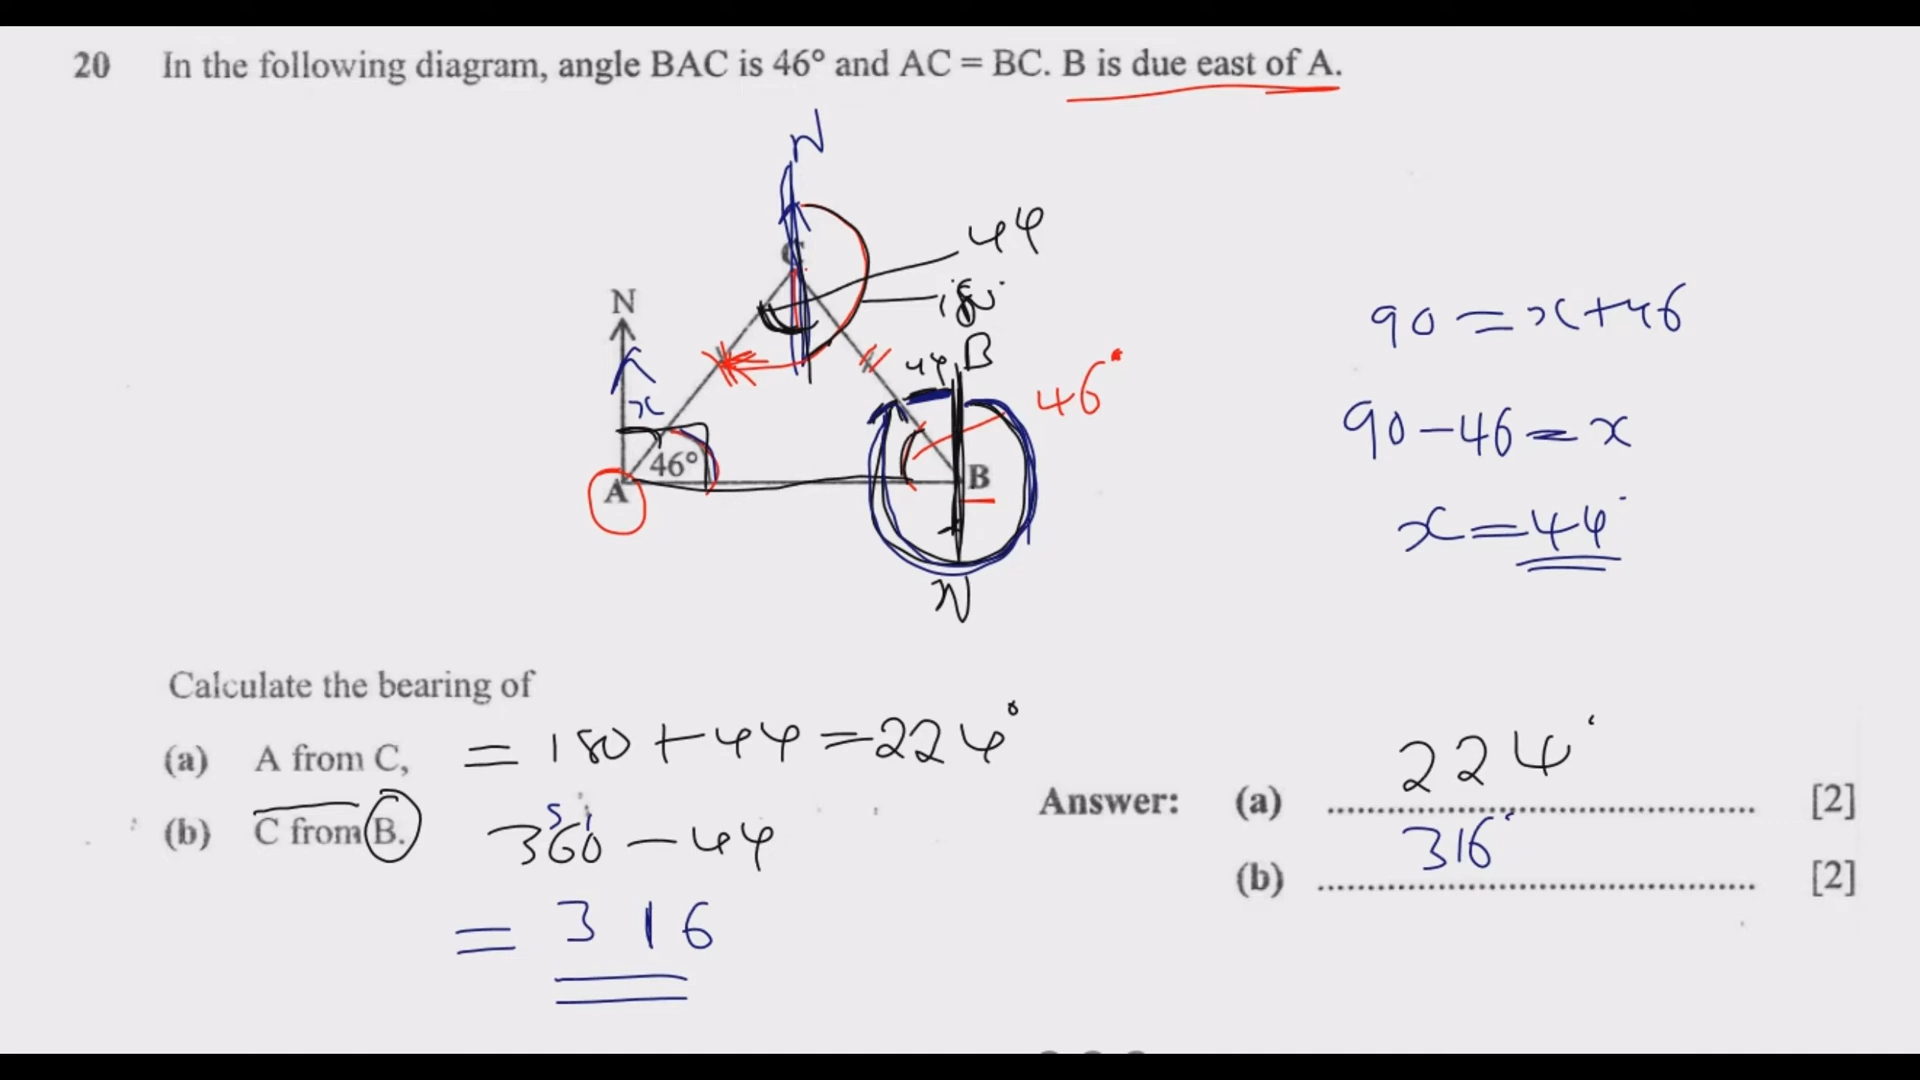 20 In the following diagram, angle BAC is 46° and AC = BC. B is due east of A.
N
C
44
180°
N
B
44
x
46°
46°
A
B
N
90 = x + 46
90 - 46 = x
x = 44°
Calculate the bearing of
(a) A from C, = 180 + 44 = 224°
(b) C from B. 360 - 44
5 1
= 316
Answer: (a) 224° [2]
(b) 316° [2]